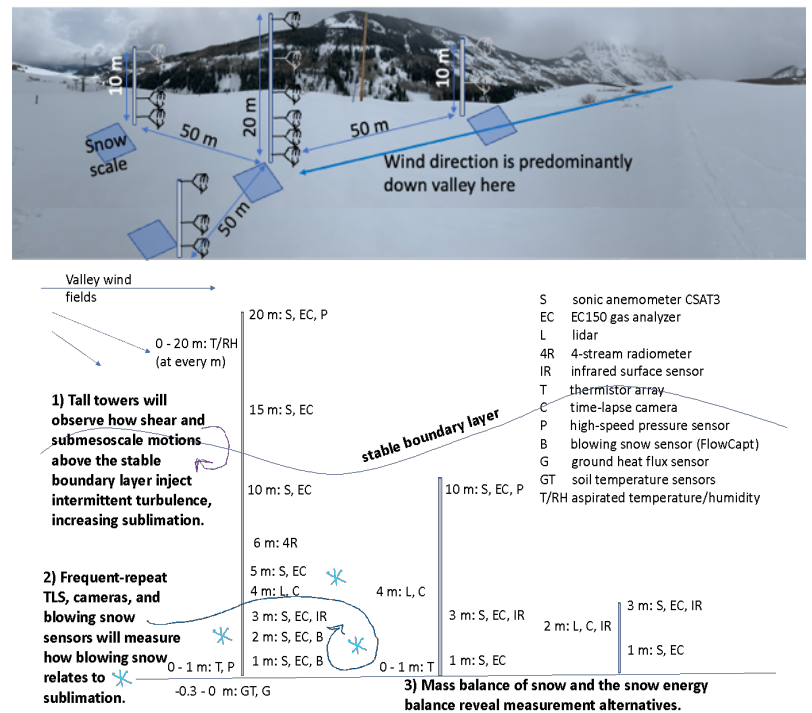 10 m
20 m
10 m
50 m
50 m
Snow
scale
Wind direction is predominantly
down valley here
50 m
Valley wind
fields
0 - 20 m: T/RH
(at every m)
20 m: S, EC, P
15 m: S, EC
10 m: S, EC
6 m: 4R
5 m: S, EC
4 m: L, C
3 m: S, EC, IR
2 m: S, EC, B
1 m: S, EC, B
0 - 1 m: T, P
-0.3 - 0 m: GT, G
1) Tall towers will
observe how shear and
submesoscale motions
above the stable
boundary layer inject
intermittent turbulence,
increasing sublimation.
2) Frequent-repeat
TLS, cameras, and
blowing snow
sensors will measure
how blowing snow
relates to
sublimation.
stable boundary layer
10 m: S, EC, P
4 m: L, C
3 m: S, EC, IR
1 m: S, EC
0 - 1 m: T
3 m: S, EC, IR
2 m: L, C, IR
1 m: S, EC
3) Mass balance of snow and the snow energy
balance reveal measurement alternatives.
S sonic anemometer CSAT3
EC EC150 gas analyzer
L lidar
4R 4-stream radiometer
IR infrared surface sensor
T thermistor array
C time-lapse camera
P high-speed pressure sensor
B blowing snow sensor (FlowCapt)
G ground heat flux sensor
GT soil temperature sensors
T/RH aspirated temperature/humidity